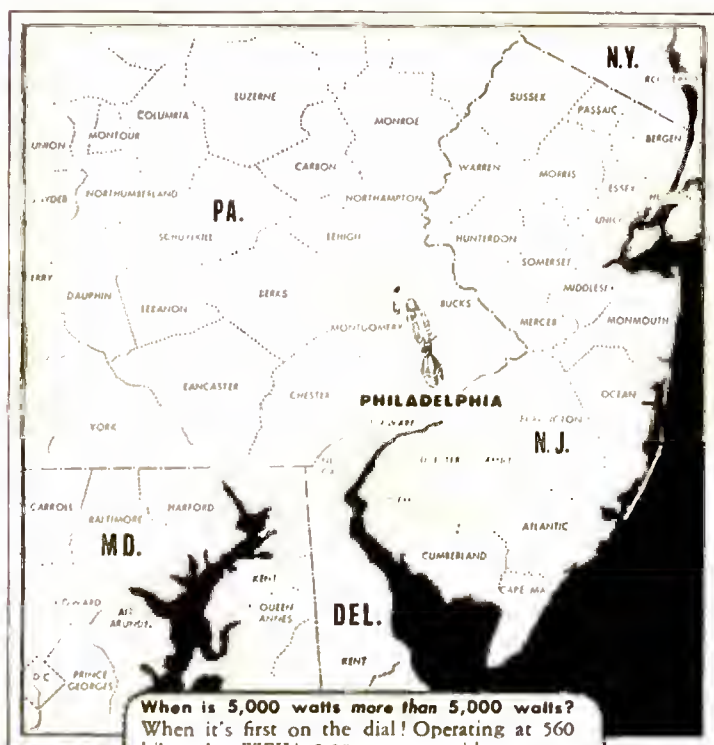 N.Y.
LUZERNE
SUSSEX
PASSAIC
COLUMBIA
MONROE
MONTOUR
BERGEN
UNION
CARBON
WARREN
MORRIS
ESSEX
NORTHUMBERLAND
NORTHAMPTON
PA.
SCHUYLKILL
LEHIGH
HUNTERDON
SOMERSET
DAUPHIN
LEBANON
BERKS
BUCKS
MIDDLESE
MONTGOMERY
MERCER
MONMOUTH
LANCASTER
CHESTER
PHILADELPHIA
OCEAN
YORK
N.J.
CARROLL
BALTIMORE
HARFORD
ATLANTIC
MD.
CUMBERLAND
CAPE MA
KENT
QUEEN
ANNES
DEL.
KENT
D.C.
PRINCE
GEORGES
When is 5,000 watts more than 5,000 watts?
When it's first on the dial! Operating at 560